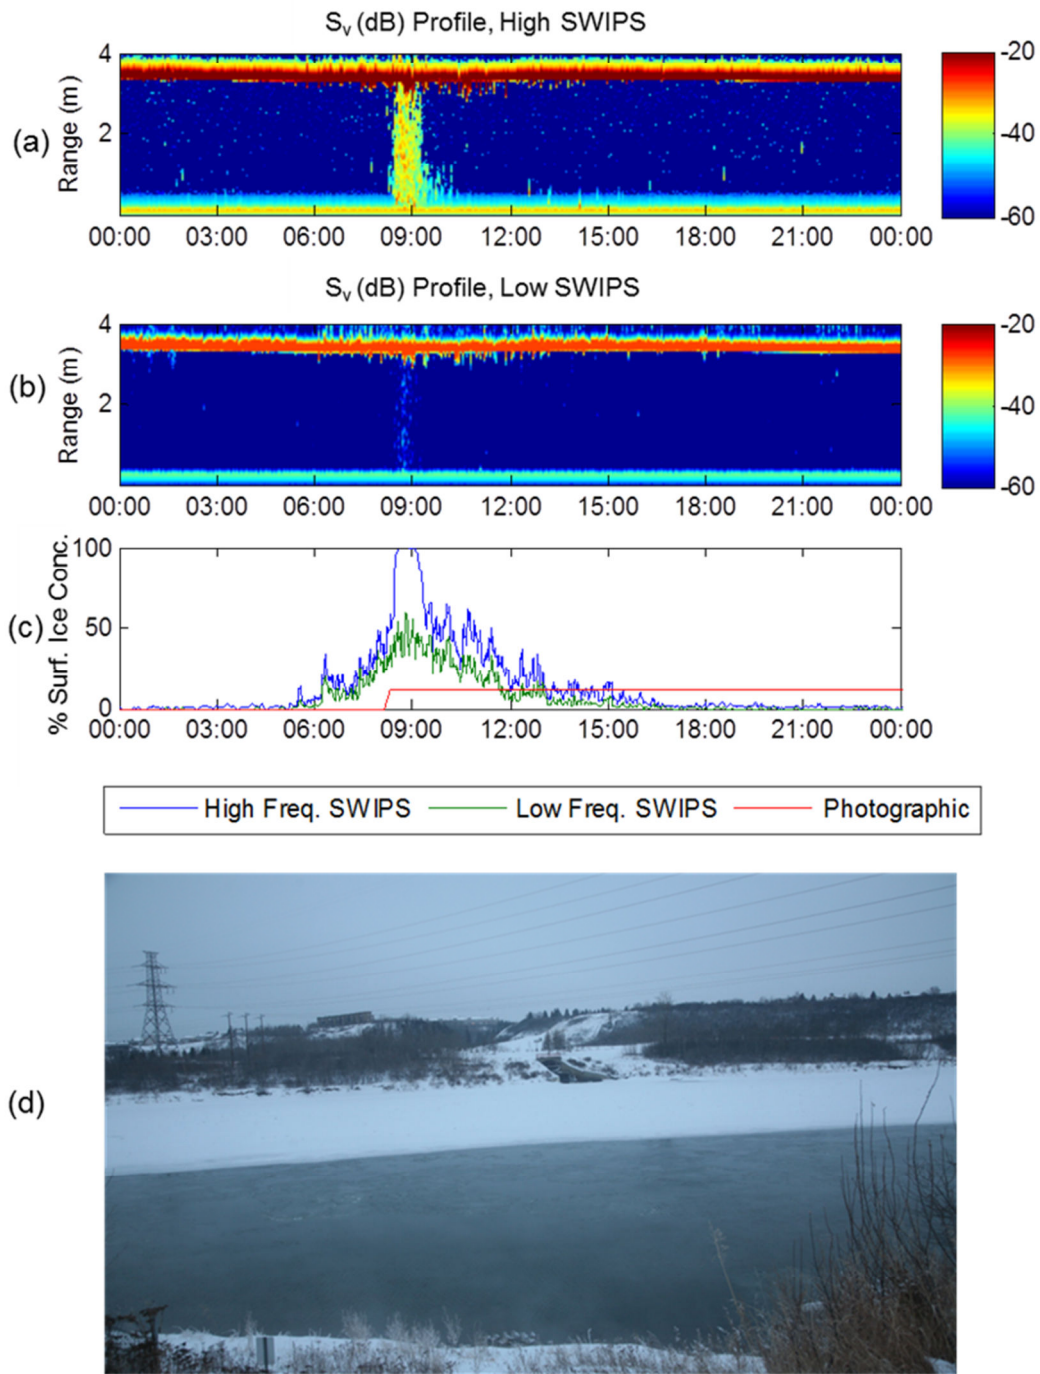 Sv (dB) Profile, High SWIPS
(a)
Range (m)
4
2
00:00 03:00 06:00 09:00 12:00 15:00 18:00 21:00 00:00
-20
-40
-60
Sv (dB) Profile, Low SWIPS
(b)
Range (m)
4
2
00:00 03:00 06:00 09:00 12:00 15:00 18:00 21:00 00:00
-20
-40
-60
(c)
% Surf. Ice Conc.
100
50
0
00:00 03:00 06:00 09:00 12:00 15:00 18:00 21:00 00:00
High Freq. SWIPS Low Freq. SWIPS Photographic
(d)